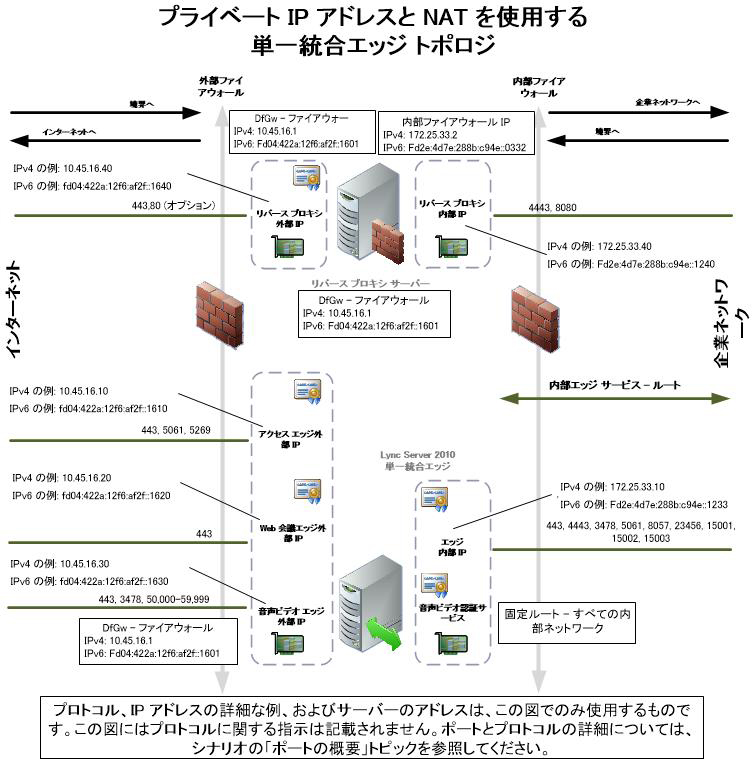 プライベート IP アドレスと NAT を使用する
単一統合エッジ トポロジ
外部ファイ
アウォール
内部ファイア
ウォール
境界へ
インターネットへ
企業ネットワークへ
境界へ
DfGw – ファイアウォー
IPv4: 10.45.16.1
IPv6: Fd04:422a:12f6:af2f::1601
内部ファイアウォール IP
IPv4: 172.25.33.2
IPv6: Fd2e:4d7e:288b:c94e::0332
IPv4 の例: 10.45.16.40
IPv6 の例: fd04:422a:12f6:af2f::1640
443,80 (オプション)
リバース プロキシ
外部 IP
リバース プロキシ
内部 IP
4443, 8080
IPv4 の例: 172.25.33.40
IPv6 の例: Fd2e:4d7e:288b:c94e::1240
リバース プロキシ サーバー
DfGw – ファイアウォール
IPv4: 10.45.16.1
IPv6: Fd04:422a:12f6:af2f::1601
インターネット
企業ネットワ
ーク
内部エッジ サービス – ルート
IPv4 の例: 10.45.16.10
IPv6 の例: fd04:422a:12f6:af2f::1610
443, 5061, 5269
アクセス エッジ外
部 IP
Lync Server 2010
単一統合エッジ
IPv4 の例: 10.45.16.20
IPv6 の例: fd04:422a:12f6:af2f::1620
443
Web 会議エッジ外
部 IP
IPv4 の例: 172.25.33.10
IPv6 の例: Fd2e:4d7e:288b:c94e::1233
443, 4443, 3478, 5061, 8057, 23456, 15001,
15002, 15003
エッジ
内部 IP
IPv4 の例: 10.45.16.30
IPv6 の例: fd04:422a:12f6:af2f::1630
443, 3478, 50,000-59,999
音声ビデオ エッジ
外部 IP
音声ビデオ認証サ
ービス
DfGw – ファイアウォール
IPv4: 10.45.16.1
IPv6: Fd04:422a:12f6:af2f::1601
固定ルート – すべての内
部ネットワーク
プロトコル、IP アドレスの詳細な例、およびサーバーのアドレスは、この図でのみ使用するもので
す。この図にはプロトコルに関する指示は記載されません。ポートとプロトコルの詳細については、
シナリオの「ポートの概要」トピックを参照してください。